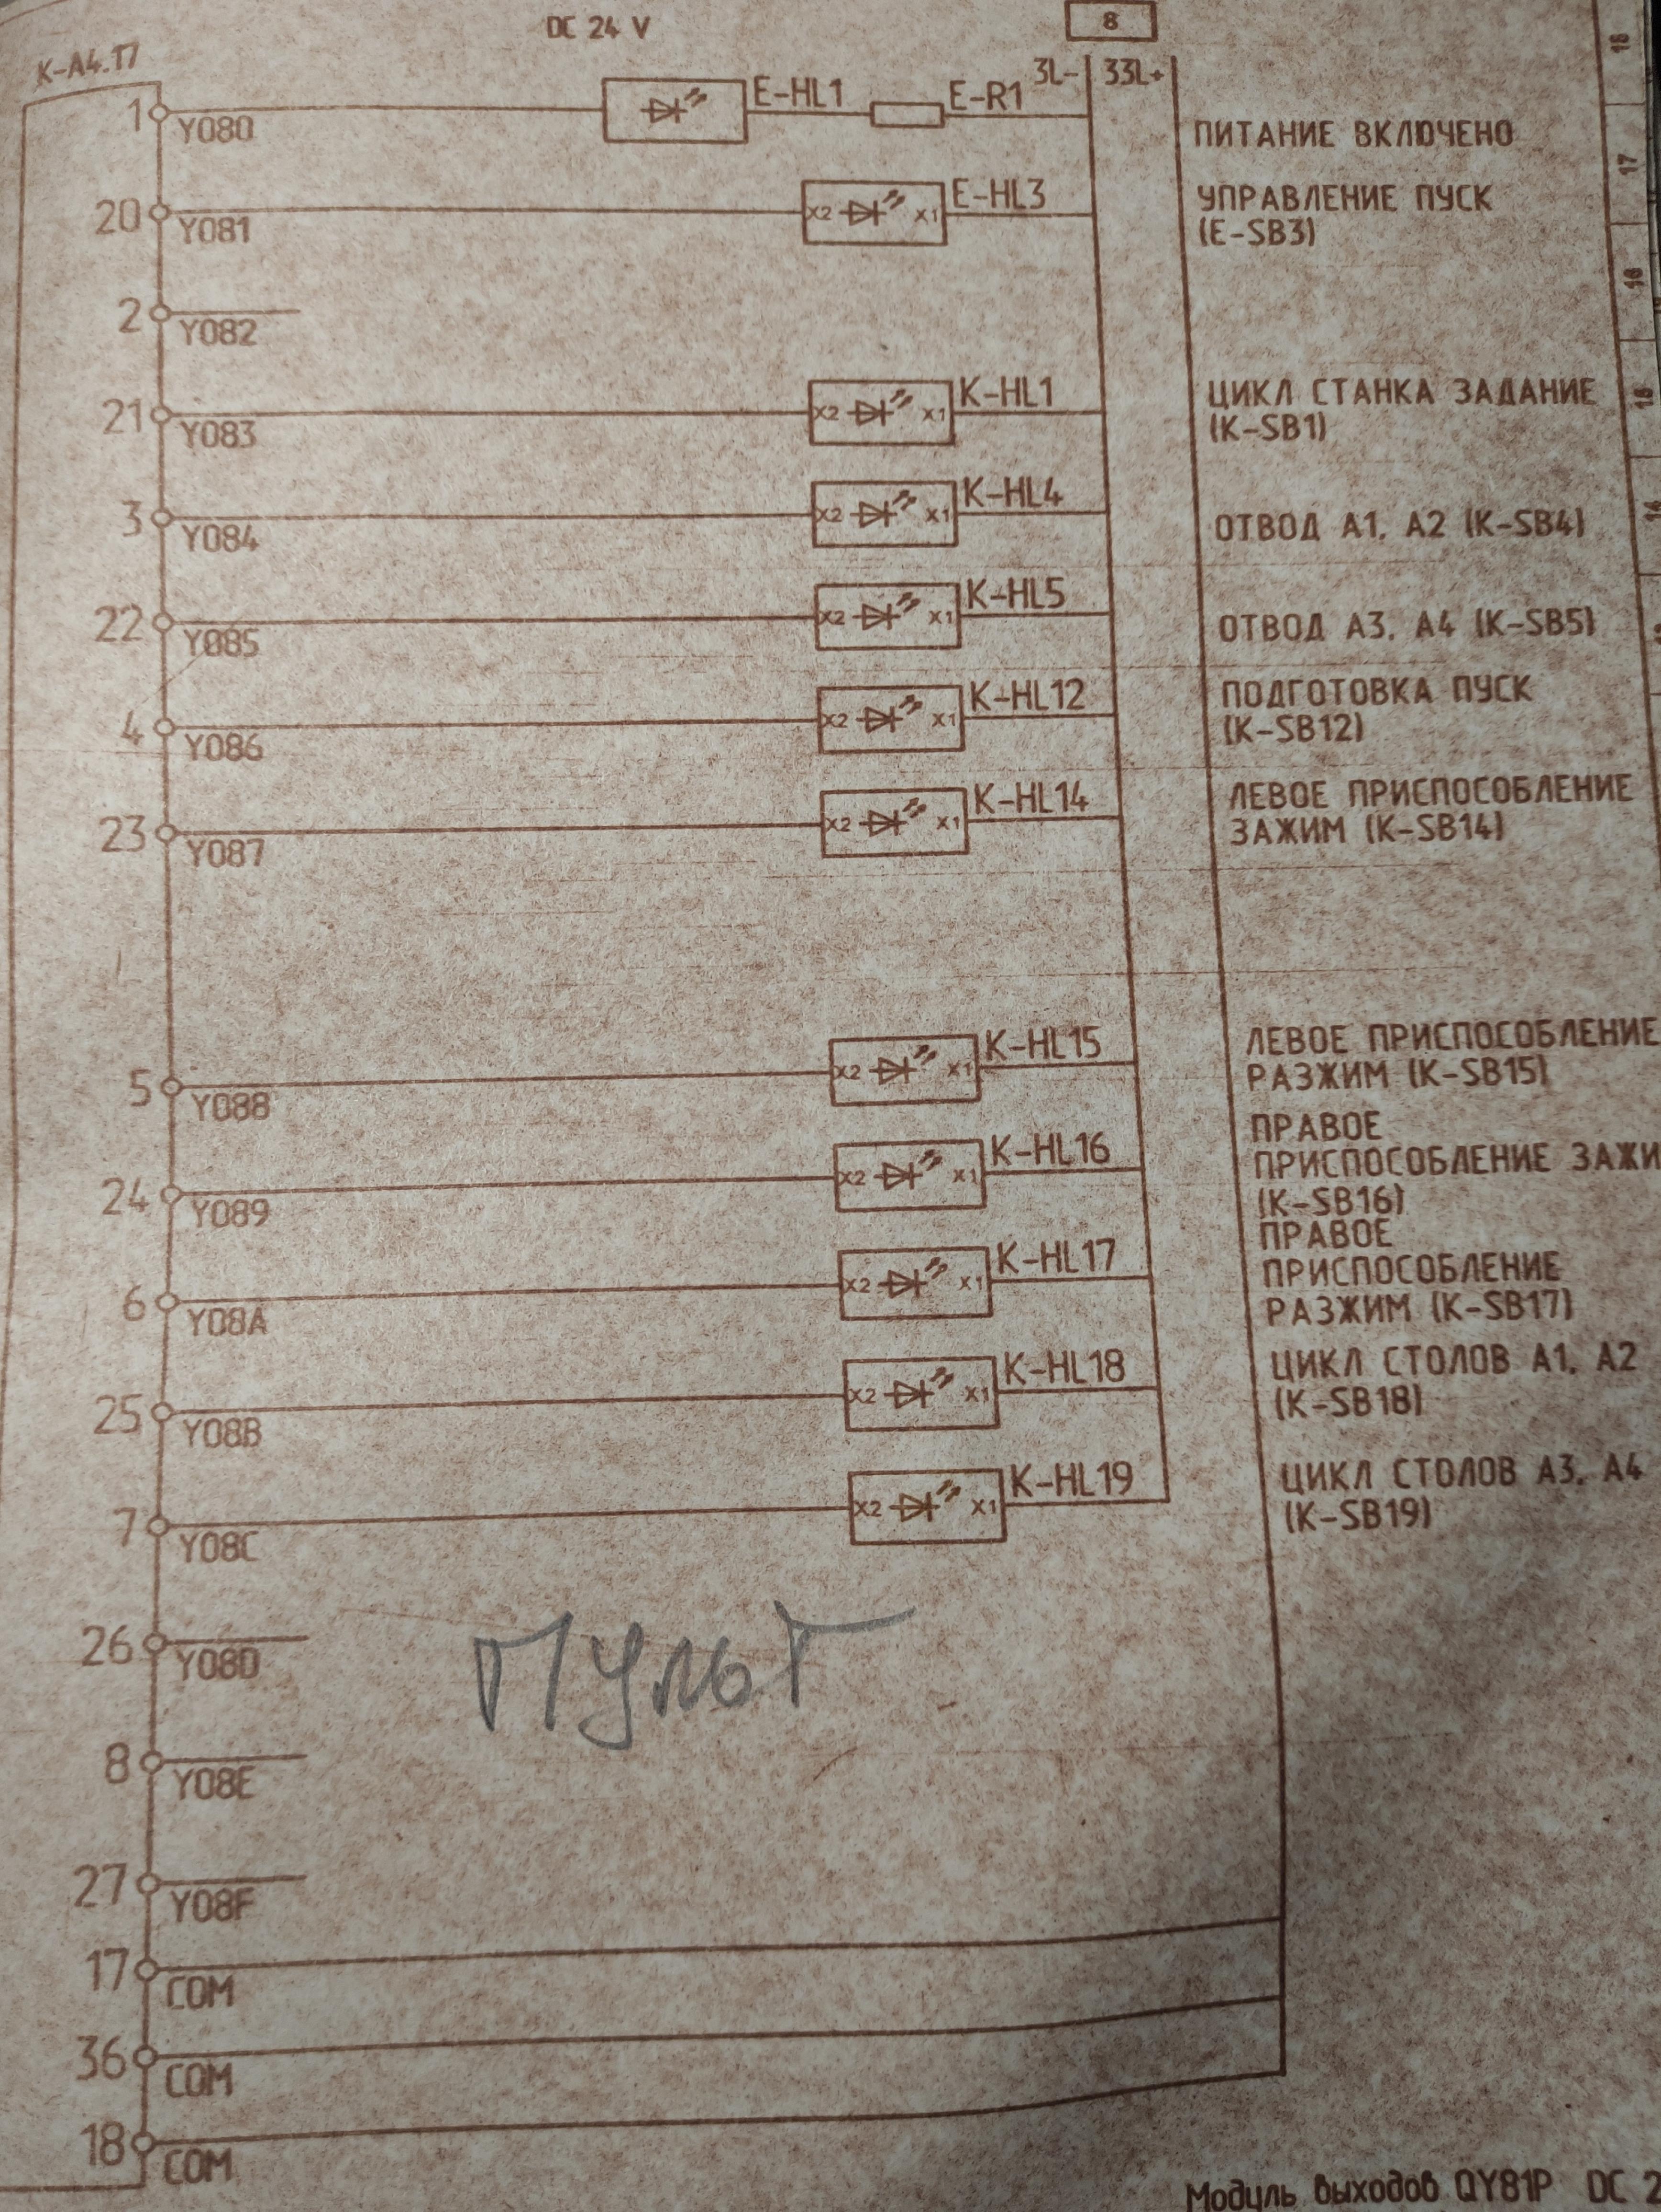 DC 24 V
8
К-А4.17
3L- 33L+
1 Y080 E-HL1 E-R1
ПИТАНИЕ ВКЛЮЧЕНО
20 Y081 X2 X1 E-HL3
УПРАВЛЕНИЕ ПУСК
(E-SB3)
2 Y082
21 Y083 X2 X1 K-HL1
ЦИКЛ СТАНКА ЗАДАНИЕ
(K-SB1)
3 Y084 X2 X1 K-HL4
ОТВОД А1, А2 (K-SB4)
22 Y085 X2 X1 K-HL5
ОТВОД А3, А4 (K-SB5)
4 Y086 X2 X1 K-HL12
ПОДГОТОВКА ПУСК
(K-SB12)
23 Y087 X2 X1 K-HL14
ЛЕВОЕ ПРИСПОСОБЛЕНИЕ
ЗАЖИМ (K-SB14)
5 Y088 X2 X1 K-HL15
ЛЕВОЕ ПРИСПОСОБЛЕНИЕ
РАЗЖИМ (K-SB15)
24 Y089 X2 X1 K-HL16
ПРАВОЕ
ПРИСПОСОБЛЕНИЕ ЗАЖИ
(K-SB16)
6 Y08A X2 X1 K-HL17
ПРАВОЕ
ПРИСПОСОБЛЕНИЕ
РАЗЖИМ (K-SB17)
25 Y08B X2 X1 K-HL18
ЦИКЛ СТОЛОВ А1, А2
(K-SB18)
7 Y08C X2 X1 K-HL19
ЦИКЛ СТОЛОВ А3, А4
(K-SB19)
26 Y08D
Пульт
8 Y08E
27 Y08F
17 COM
36 COM
18 COM
Модуль выходов QY81P DC 2
18
17
16
15
14